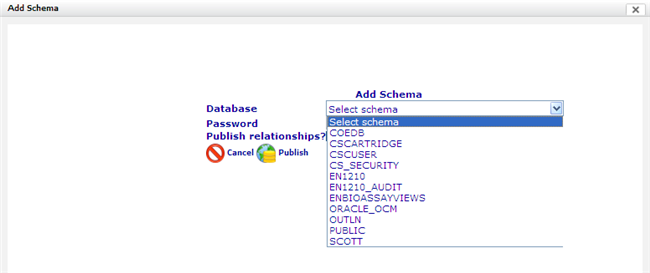 Add Schema
Add Schema
Database
Select schema
Password
Select schema
Publish relationships?
COEDB
Cancel
Publish
CSCARTRIDGE
CSCUSER
CS_SECURITY
EN1210
EN1210_AUDIT
ENBIOASSAYVIEWS
ORACLE_OCM
OUTLN
PUBLIC
SCOTT